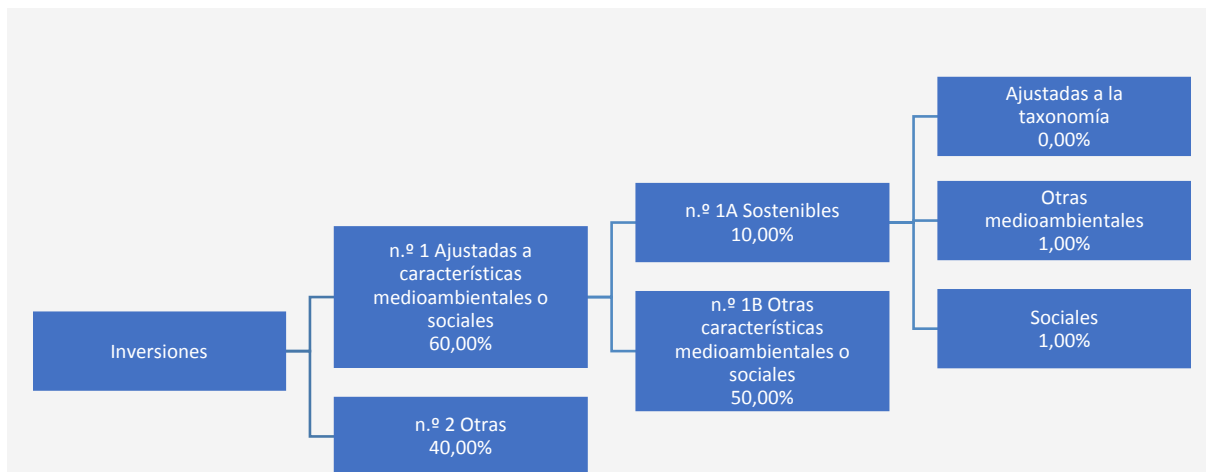 Inversiones
n.º 1 Ajustadas a
características
medioambientales o
sociales
60,00%
n.º 2 Otras
40,00%
n.º 1A Sostenibles
10,00%
n.º 1B Otras
características
medioambientales o
sociales
50,00%
Ajustadas a la
taxonomía
0,00%
Otras
medioambientales
1,00%
Sociales
1,00%